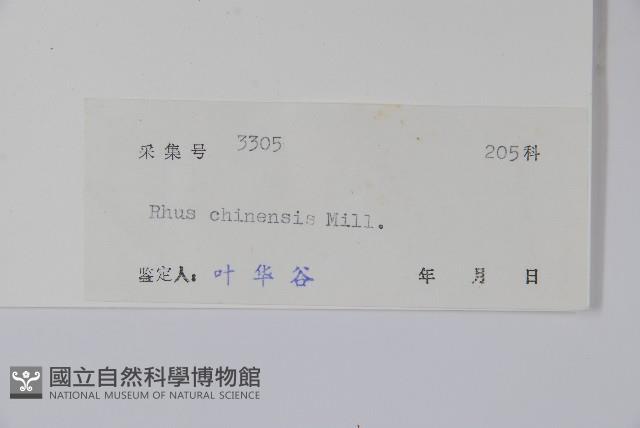 采集号 3305 205科
Rhus chinensis Mill.
鉴定人: 叶华谷 年 月 日
國立自然科學博物館
NATIONAL MUSEUM OF NATURAL SCIENCE